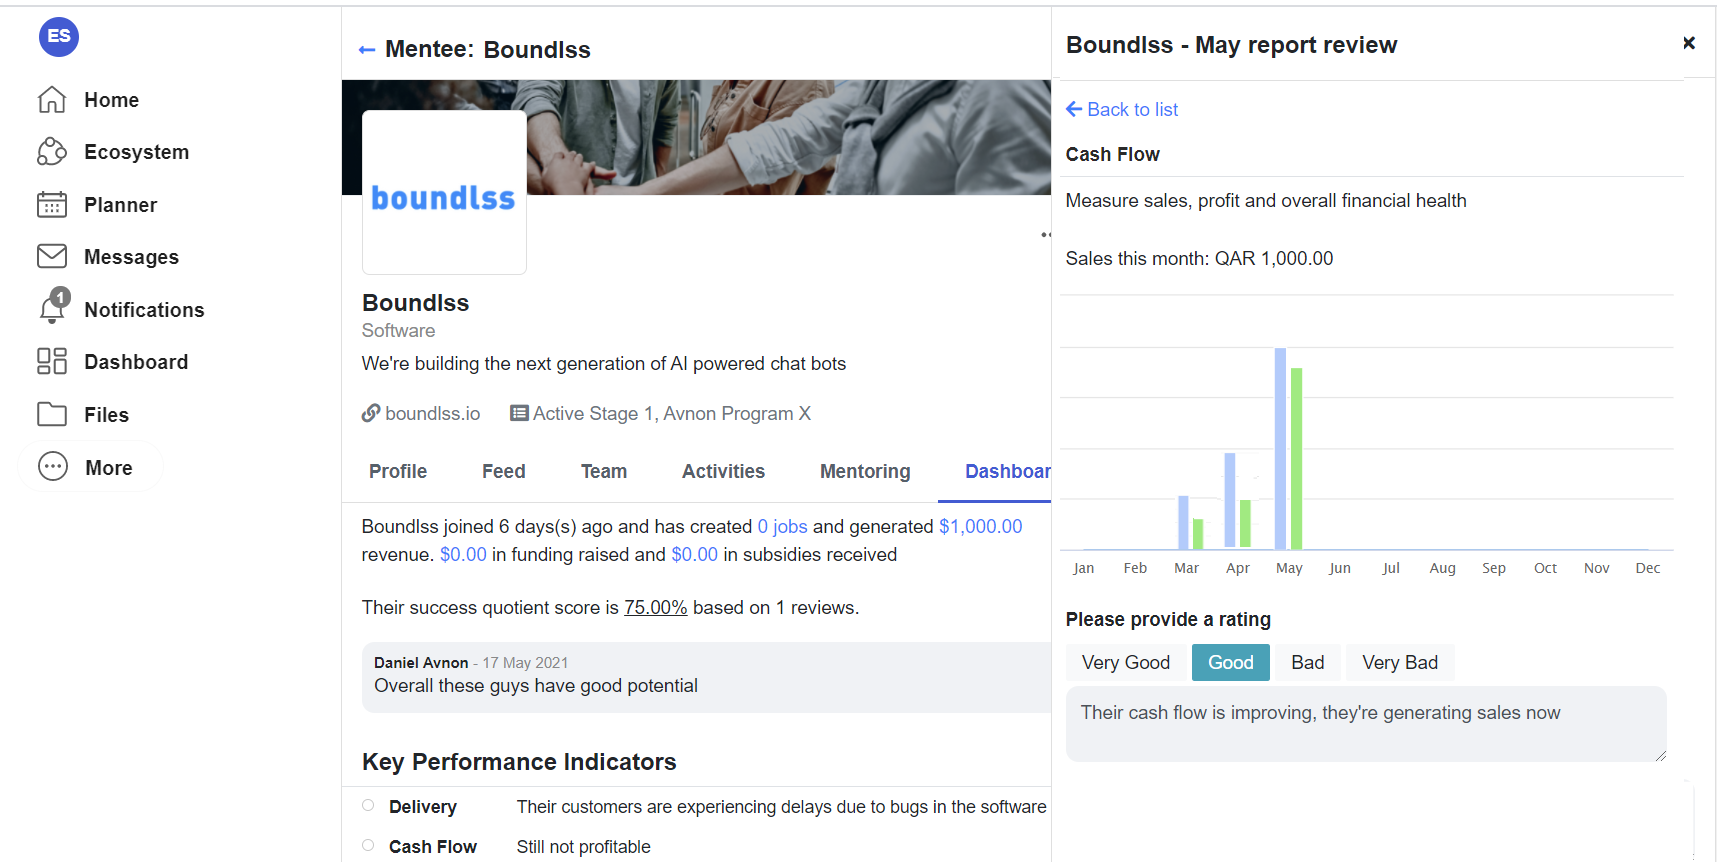 ES
Home
Ecosystem
Planner
Messages
1
Notifications
Dashboard
Files
More
Mentee: Boundlss
boundlss
Boundlss
Software
We're building the next generation of AI powered chat bots
boundlss.io Active Stage 1, Avnon Program X
Profile Feed Team Activities Mentoring Dashboar
Boundlss joined 6 days(s) ago and has created 0 jobs and generated $1,000.00
revenue. $0.00 in funding raised and $0.00 in subsidies received
Their success quotient score is 75.00% based on 1 reviews.
Daniel Avnon - 17 May 2021
Overall these guys have good potential
Key Performance Indicators
Delivery Their customers are experiencing delays due to bugs in the software
Cash Flow Still not profitable
Boundlss - May report review
Back to list
Cash Flow
Measure sales, profit and overall financial health
Sales this month: QAR 1,000.00
Jan Feb Mar Apr May Jun Jul Aug Sep Oct Nov Dec
Please provide a rating
Very Good Good Bad Very Bad
Their cash flow is improving, they're generating sales now